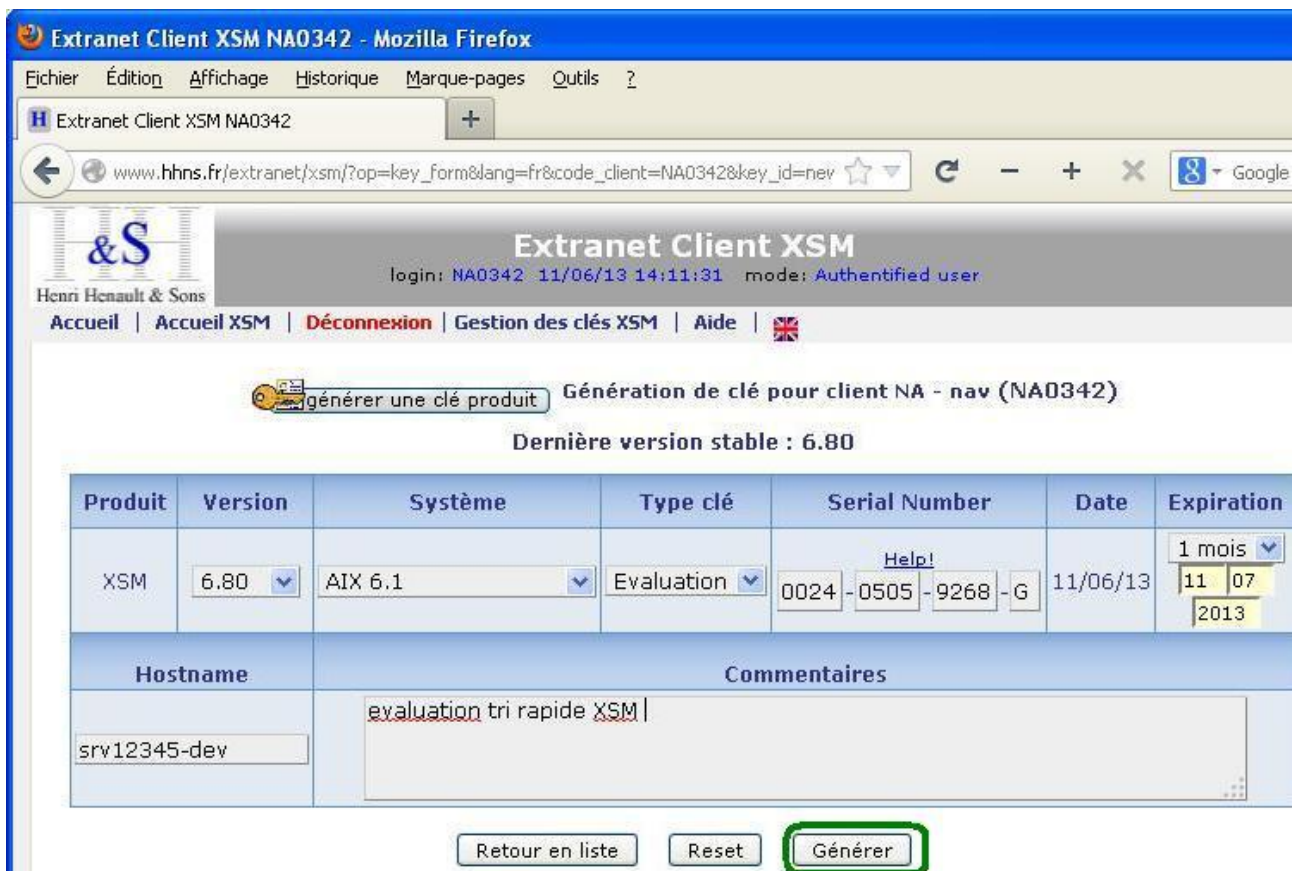 Extranet Client XSM NA0342 - Mozilla Firefox
Fichier Édition Affichage Historique Marque-pages Outils ?
H Extranet Client XSM NA0342 +
www.hhns.fr/extranet/xsm/?op=key_form&lang=fr&code_client=NA0342&key_id=nev 8 Google
H&S
Extranet Client XSM
login: NA0342 11/06/13 14:11:31 mode: Authentified user
Henri Henault & Sons
Accueil | Accueil XSM | Déconnexion | Gestion des clés XSM | Aide |
générer une clé produit Génération de clé pour client NA - nav (NA0342)
Dernière version stable : 6.80
Produit Version Système Type clé Serial Number Date Expiration
XSM 6.80 AIX 6.1 Evaluation Help! 0024 - 0505 - 9268 - G 11/06/13 1 mois 11 07 2013
Hostname Commentaires
srv12345-dev evaluation tri rapide XSM
Retour en liste Reset Générer